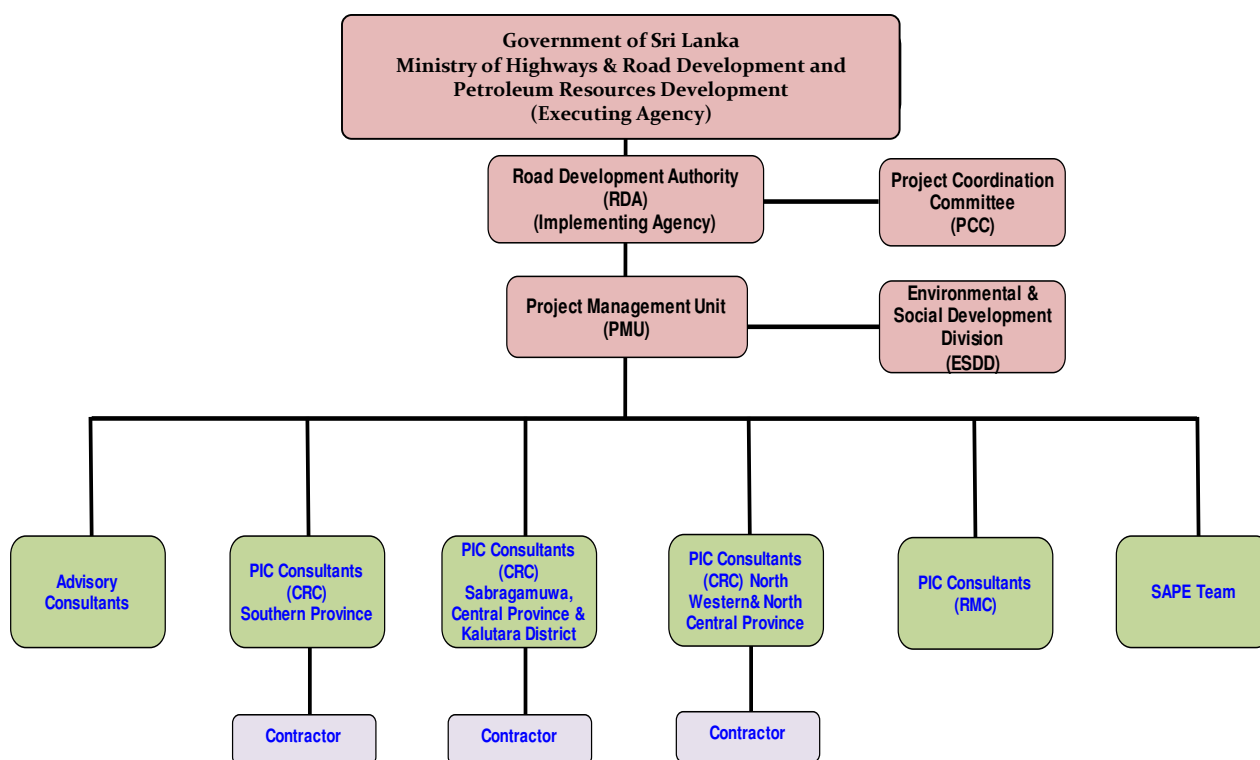 Government of Sri Lanka
Ministry of Highways & Road Development and
Petroleum Resources Development
(Executing Agency)
Road Development Authority
(RDA)
(Implementing Agency)
Project Coordination
Committee
(PCC)
Project Management Unit
(PMU)
Environmental &
Social Development
Division
(ESDD)
Advisory
Consultants
PIC Consultants
(CRC)
Southern Province
PIC Consultants
(CRC)
Sabragamuwa,
Central Province &
Kalutara District
PIC Consultants
(CRC) North
Western& North
Central Province
PIC Consultants
(RMC)
SAPE Team
Contractor
Contractor
Contractor